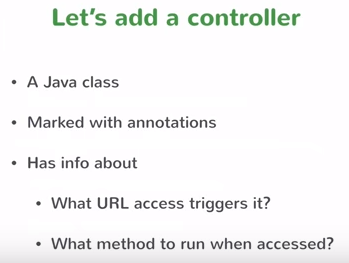 Let's add a controller
• A Java class
• Marked with annotations
• Has info about
• What URL access triggers it?
• What method to run when accessed?